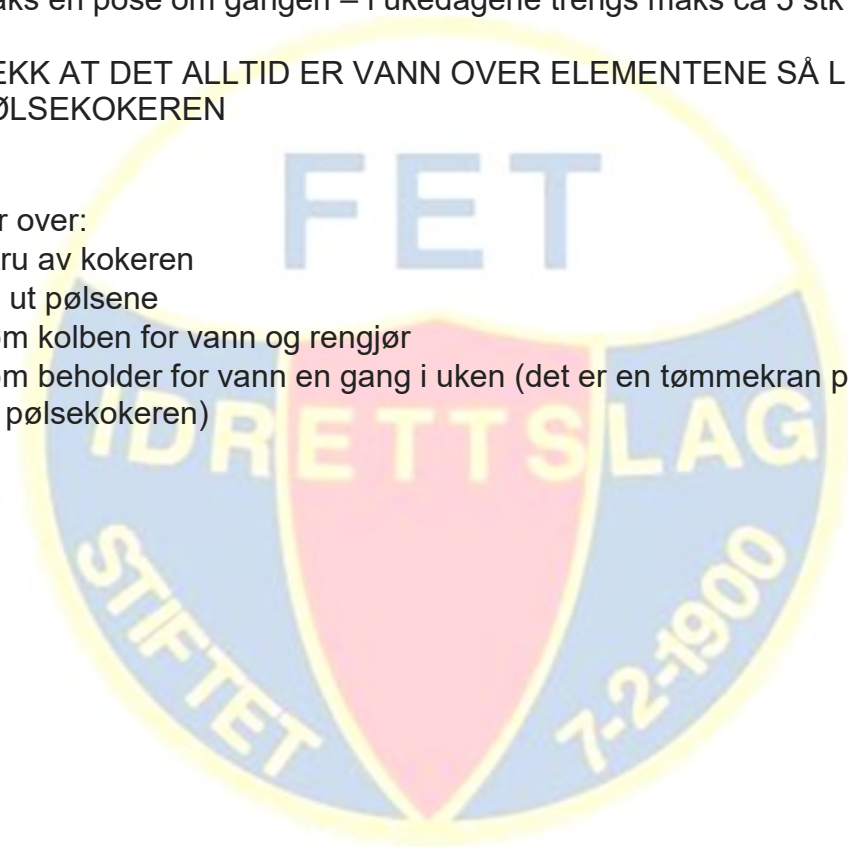 aks en pose om gangen – i ukedagene trengs maks ca 5 stk
EKK AT DET ALLTID ER VANN OVER ELEMENTENE SÅ L
ØLSEKOKEREN
r over:
ru av kokeren
ut pølsene
om kolben for vann og rengjør
om beholder for vann en gang i uken (det er en tømmekran p
pølsekokeren)
FET
IDRETTSLAG
STIFTET 7-2-1900